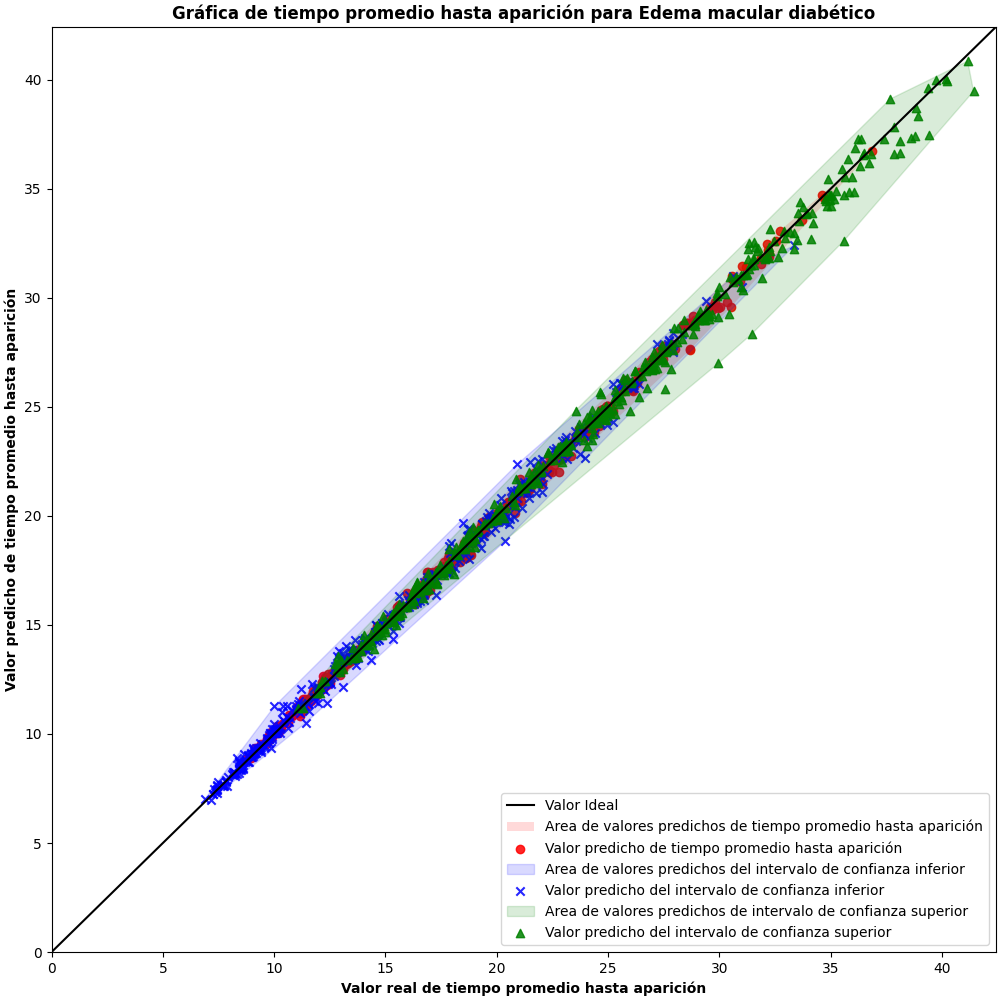 Gráfica de tiempo promedio hasta aparición para Edema macular diabético
Valor predicho de tiempo promedio hasta aparición
40
35
30
25
20
15
10
5
0
Valor Ideal
Area de valores predichos de tiempo promedio hasta aparición
Valor predicho de tiempo promedio hasta aparición
Area de valores predichos del intervalo de confianza inferior
Valor predicho del intervalo de confianza inferior
Area de valores predichos de intervalo de confianza superior
Valor predicho del intervalo de confianza superior
0 5 10 15 20 25 30 35 40
Valor real de tiempo promedio hasta aparición